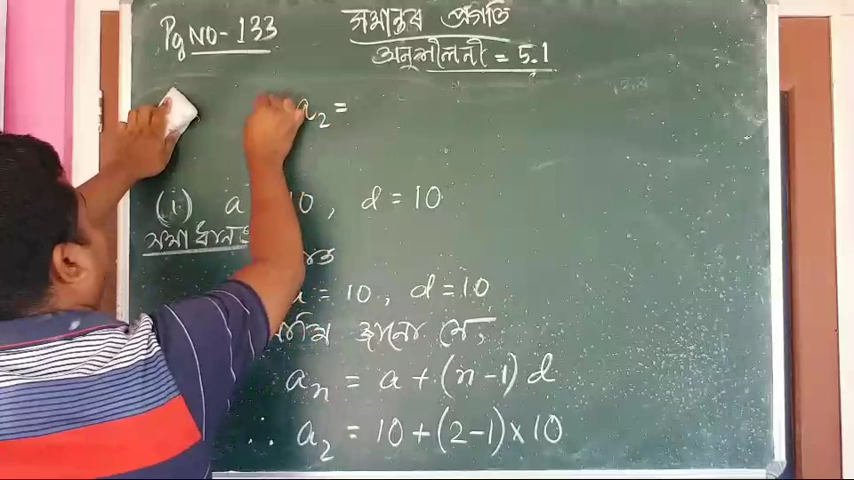 Pg NO - 133
সমান্তৰ প্ৰগতি
অনুশীলনী = 5.1
a₂ =
(i) a 10, d = 10
= 10, d = 10
aₙ = a + (n-1) d
∴ a₂ = 10 + (2-1) × 10